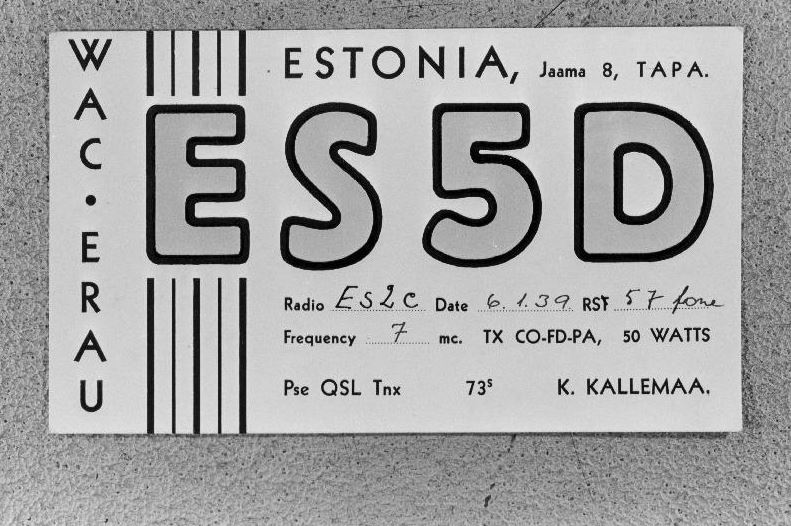 WAC • ERAU
ESTONIA, Jaama 8, TAPA.
ES5D
Radio ES2C Date 6.1.39 RST 57 fone
Frequency 7 mc. TX CO-FD-PA, 50 WATTS
Pse QSL Tnx 73s K. KALLEMAA.